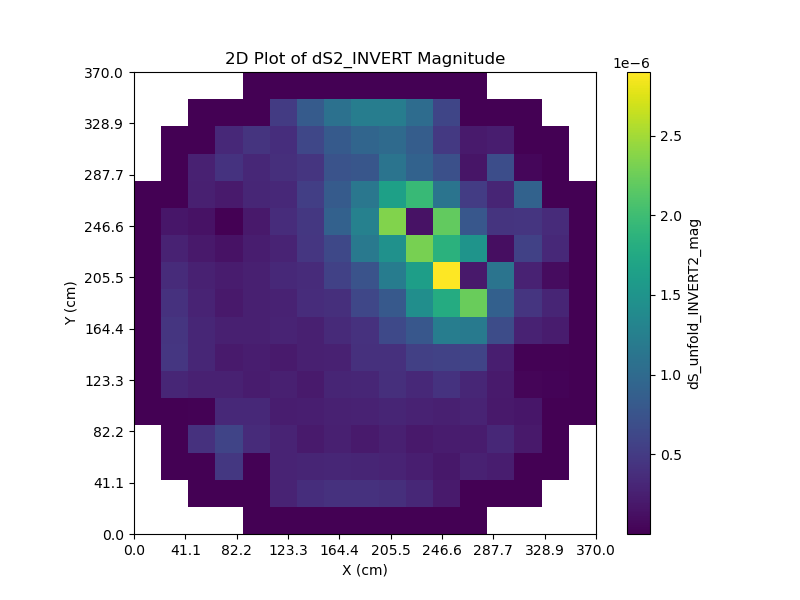 2D Plot of dS2_INVERT Magnitude
1e−6
370.0
328.9
287.7
246.6
205.5
164.4
123.3
82.2
41.1
0.0
Y (cm)
0.0 41.1 82.2 123.3 164.4 205.5 246.6 287.7 328.9 370.0
X (cm)
2.5
2.0
1.5
1.0
0.5
dS_unfold_INVERT2_mag